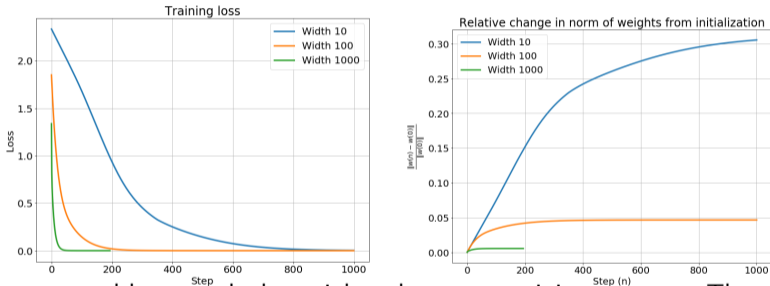 Training loss
Loss
2.0
1.5
1.0
0.5
0.0
Width 10
Width 100
Width 1000
0
200
400
600
800
1000
Step
Relative change in norm of weights from initialization
0.30
0.25
0.20
0.15
0.10
0.05
0.00
Width 10
Width 100
Width 1000
‖w(n) − w(0)‖
‖w(0)‖
0
200
400
600
800
1000
Step (n)